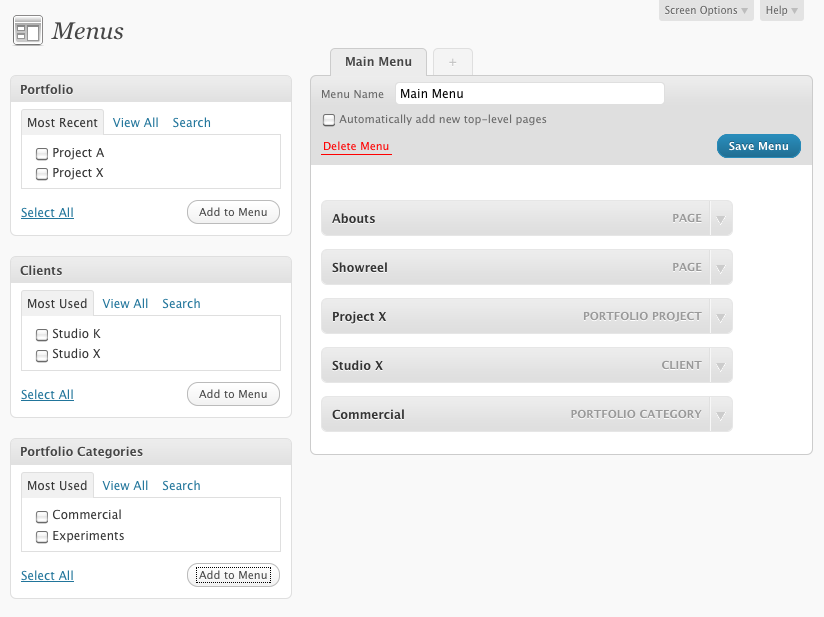 Screen Options Help
Menus
Portfolio
Most Recent View All Search
Project A
Project X
Select All Add to Menu
Clients
Most Used View All Search
Studio K
Studio X
Select All Add to Menu
Portfolio Categories
Most Used View All Search
Commercial
Experiments
Select All Add to Menu
Main Menu +
Menu Name Main Menu
Automatically add new top-level pages
Delete Menu Save Menu
Abouts PAGE
Showreel PAGE
Project X PORTFOLIO PROJECT
Studio X CLIENT
Commercial PORTFOLIO CATEGORY